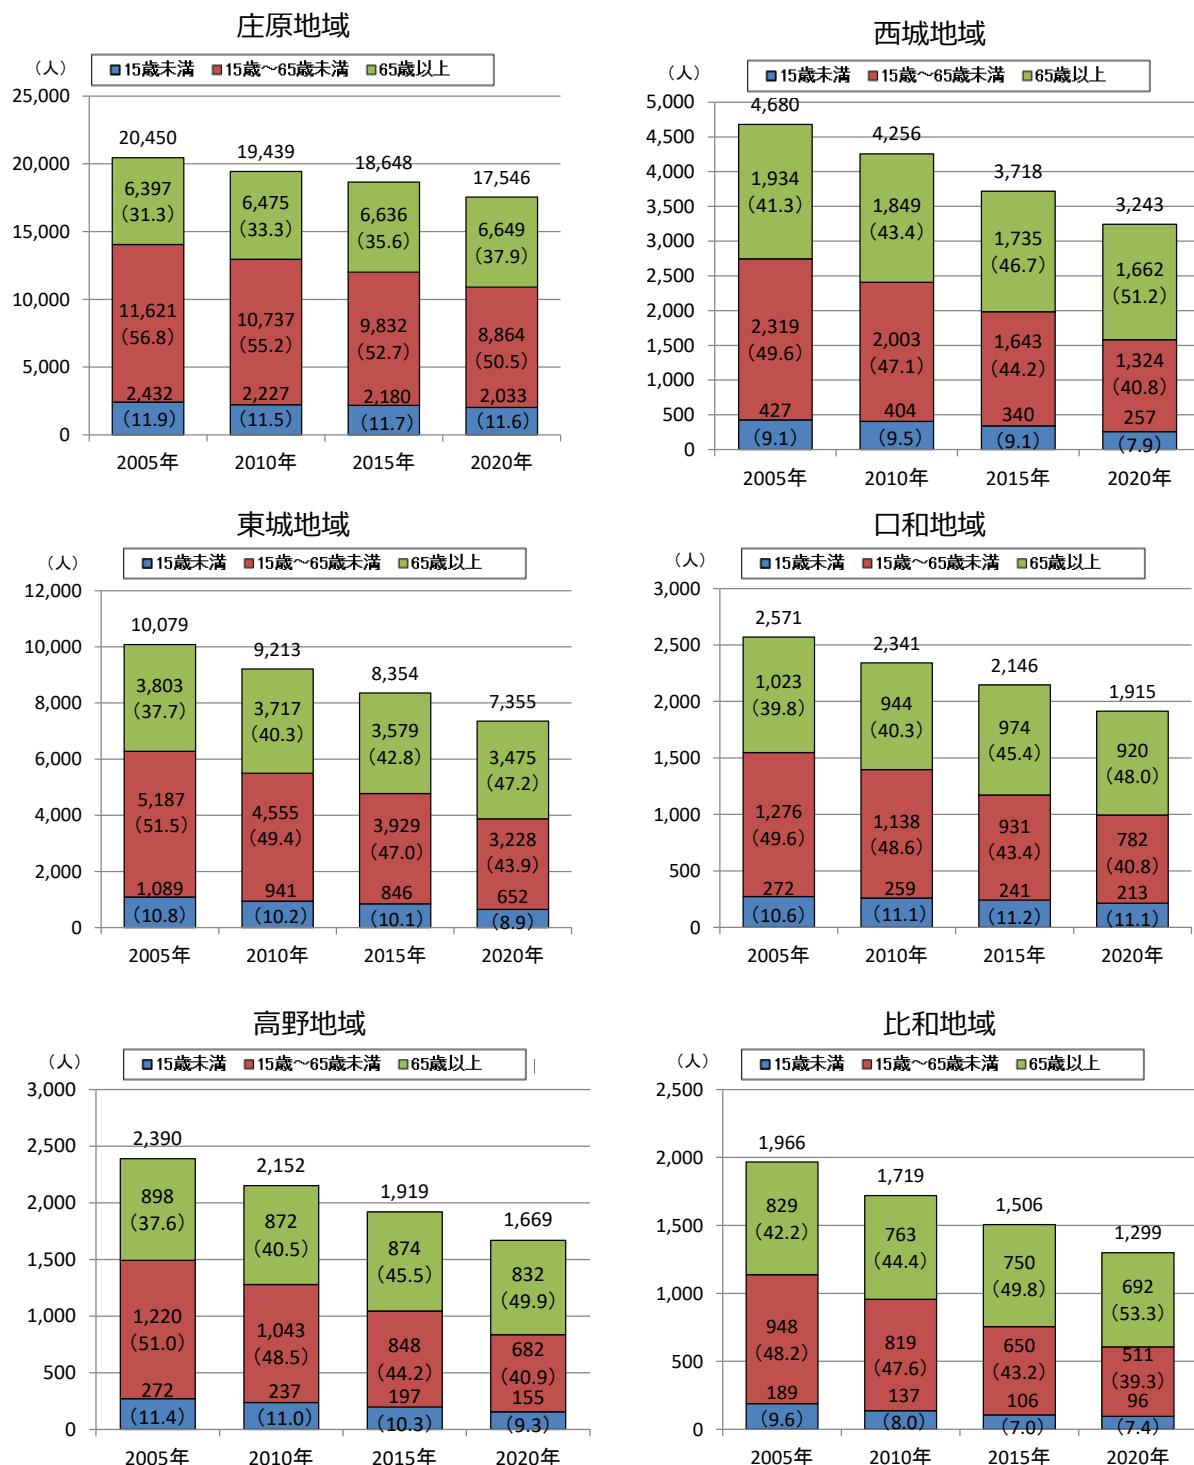 庄原地域
（人）
15歳未満 15歳～65歳未満 65歳以上
25,000
20,000
15,000
10,000
5,000
0
20,450 19,439 18,648 17,546
6,397 6,475 6,636 6,649
（31.3） （33.3） （35.6） （37.9）
11,621 10,737 9,832 8,864
（56.8） （55.2） （52.7） （50.5）
2,432 2,227 2,180 2,033
（11.9） （11.5） （11.7） （11.6）
2005年 2010年 2015年 2020年
西城地域
（人）
15歳未満 15歳～65歳未満 65歳以上
5,000
4,500
4,000
3,500
3,000
2,500
2,000
1,500
1,000
500
0
4,680 4,256 3,718 3,243
1,934 1,849 1,735 1,662
（41.3） （43.4） （46.7） （51.2）
2,319 2,003 1,643 1,324
（49.6） （47.1） （44.2） （40.8）
427 404 340 257
（9.1） （9.5） （9.1） （7.9）
2005年 2010年 2015年 2020年
東城地域
（人）
15歳未満 15歳～65歳未満 65歳以上
12,000
10,000
8,000
6,000
4,000
2,000
0
10,079 9,213 8,354 7,355
3,803 3,717 3,579 3,475
（37.7） （40.3） （42.8） （47.2）
5,187 4,555 3,929 3,228
（51.5） （49.4） （47.0） （43.9）
1,089 941 846 652
（10.8） （10.2） （10.1） （8.9）
2005年 2010年 2015年 2020年
口和地域
（人）
15歳未満 15歳～65歳未満 65歳以上
3,000
2,500
2,000
1,500
1,000
500
0
2,571 2,341 2,146 1,915
1,023 944 974 920
（39.8） （40.3） （45.4） （48.0）
1,276 1,138 931 782
（49.6） （48.6） （43.4） （40.8）
272 259 241 213
（10.6） （11.1） （11.2） （11.1）
2005年 2010年 2015年 2020年
高野地域
（人）
15歳未満 15歳～65歳未満 65歳以上
3,000
2,500
2,000
1,500
1,000
500
0
2,390 2,152 1,919 1,669
898 872 874 832
（37.6） （40.5） （45.5） （49.9）
1,220 1,043 848 682
（51.0） （48.5） （44.2） （40.9）
272 237 197 155
（11.4） （11.0） （10.3） （9.3）
2005年 2010年 2015年 2020年
比和地域
（人）
15歳未満 15歳～65歳未満 65歳以上
2,500
2,000
1,500
1,000
500
0
1,966 1,719 1,506 1,299
829 763 750 692
（42.2） （44.4） （49.8） （53.3）
948 819 650 511
（48.2） （47.6） （43.2） （39.3）
189 137 106 96
（9.6） （8.0） （7.0） （7.4）
2005年 2010年 2015年 2020年